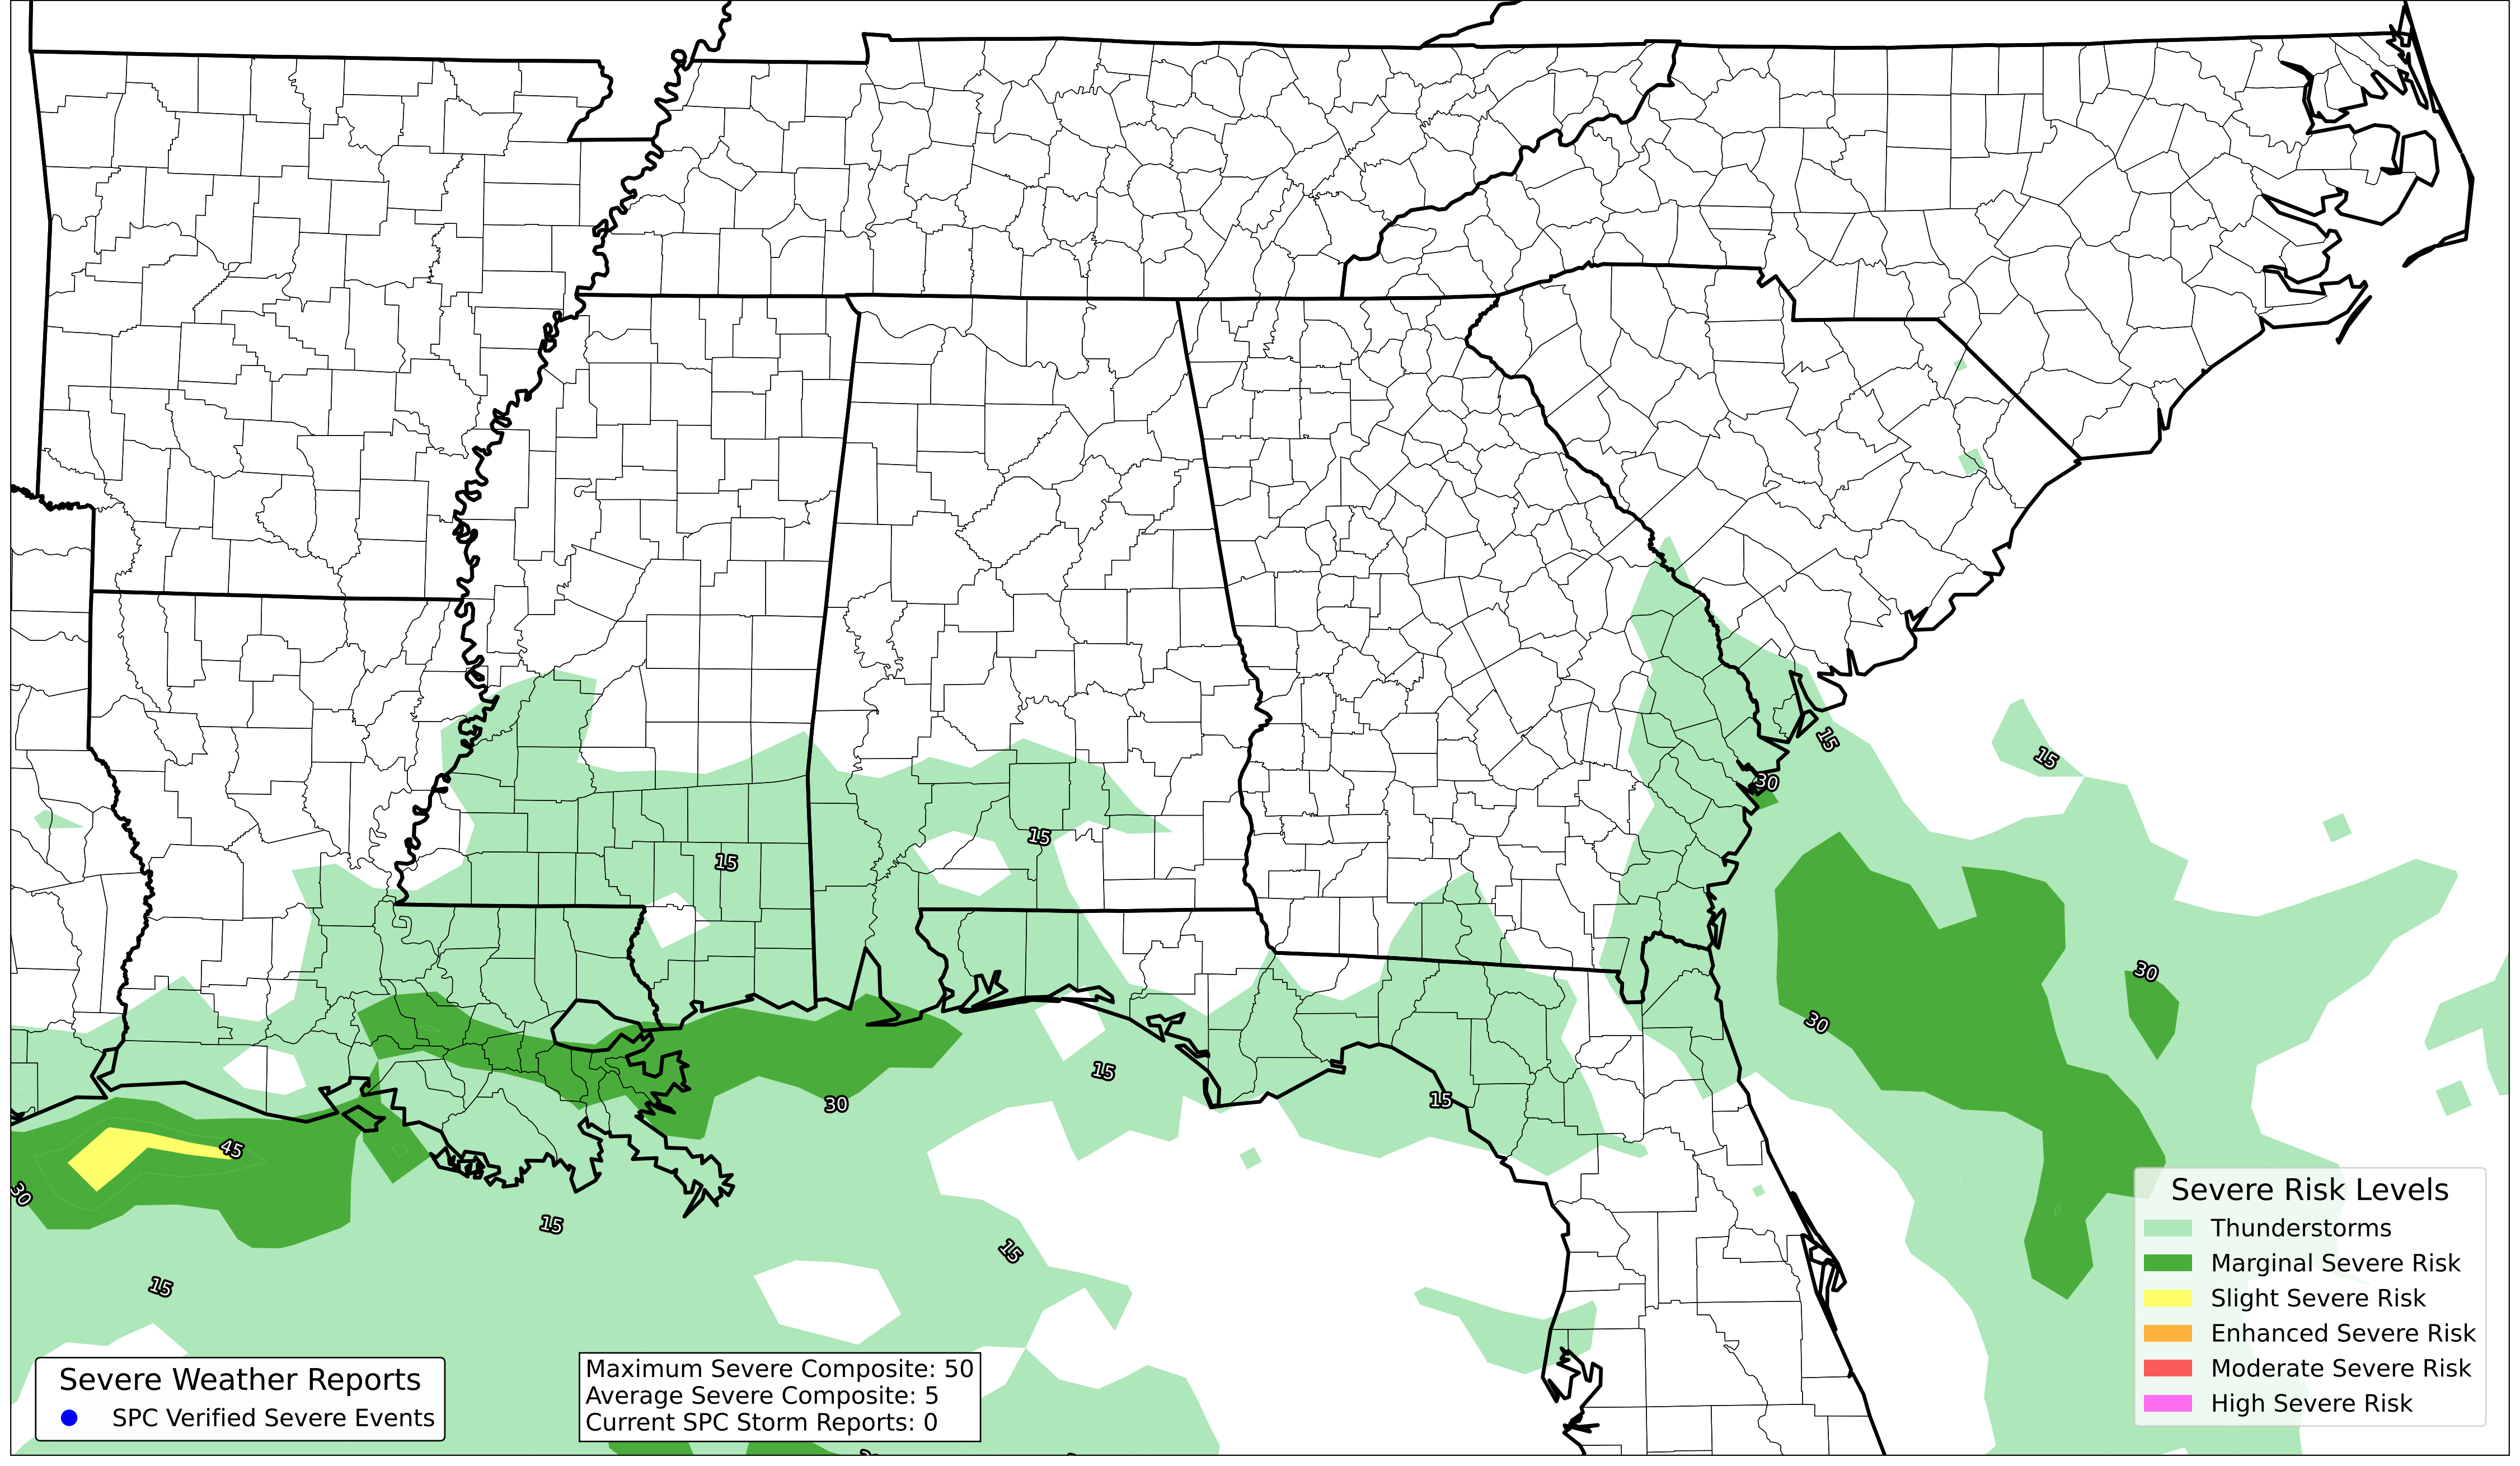 15
15
30
15
15
30
30
15
30
15
45
30
15
15
15
Severe Risk Levels
Thunderstorms
Marginal Severe Risk
Slight Severe Risk
Enhanced Severe Risk
Moderate Severe Risk
High Severe Risk
Severe Weather Reports
SPC Verified Severe Events
Maximum Severe Composite: 50
Average Severe Composite: 5
Current SPC Storm Reports: 0